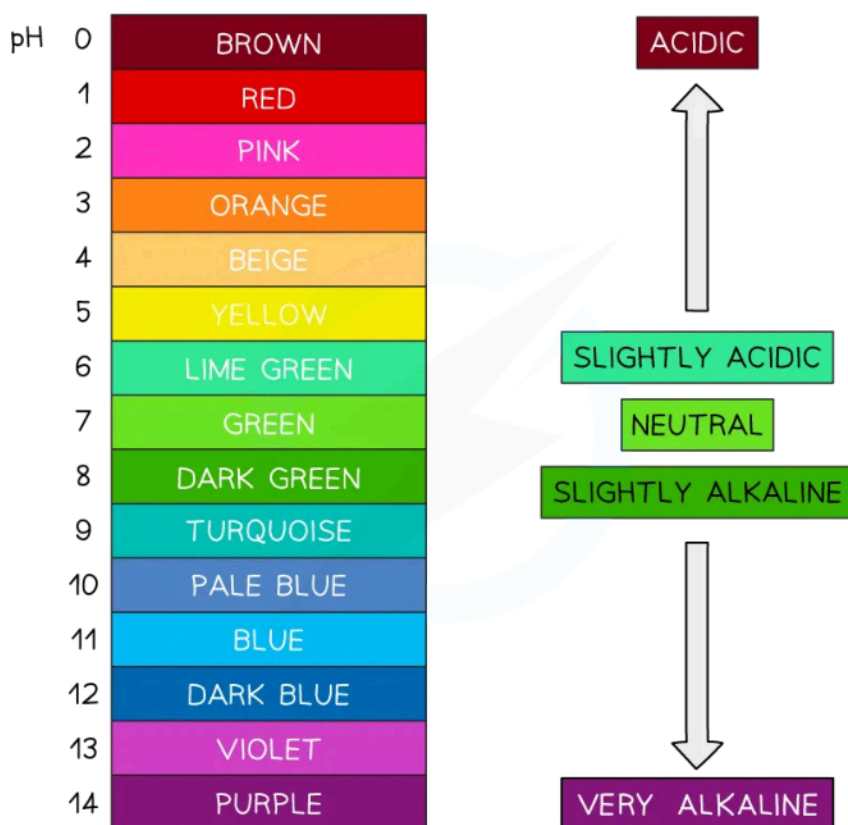 pH 0 BROWN ACIDIC
1 RED
2 PINK
3 ORANGE
4 BEIGE
5 YELLOW
6 LIME GREEN SLIGHTLY ACIDIC
7 GREEN NEUTRAL
8 DARK GREEN SLIGHTLY ALKALINE
9 TURQUOISE
10 PALE BLUE
11 BLUE
12 DARK BLUE
13 VIOLET
14 PURPLE VERY ALKALINE